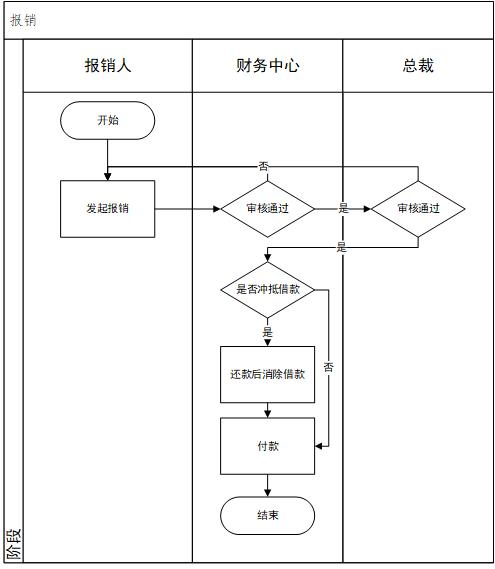 报销
报销人
财务中心
总裁
开始
否
发起报销
审核通过
是
审核通过
是
是否冲抵借款
是
否
还款后消除借款
付款
结束
阶段